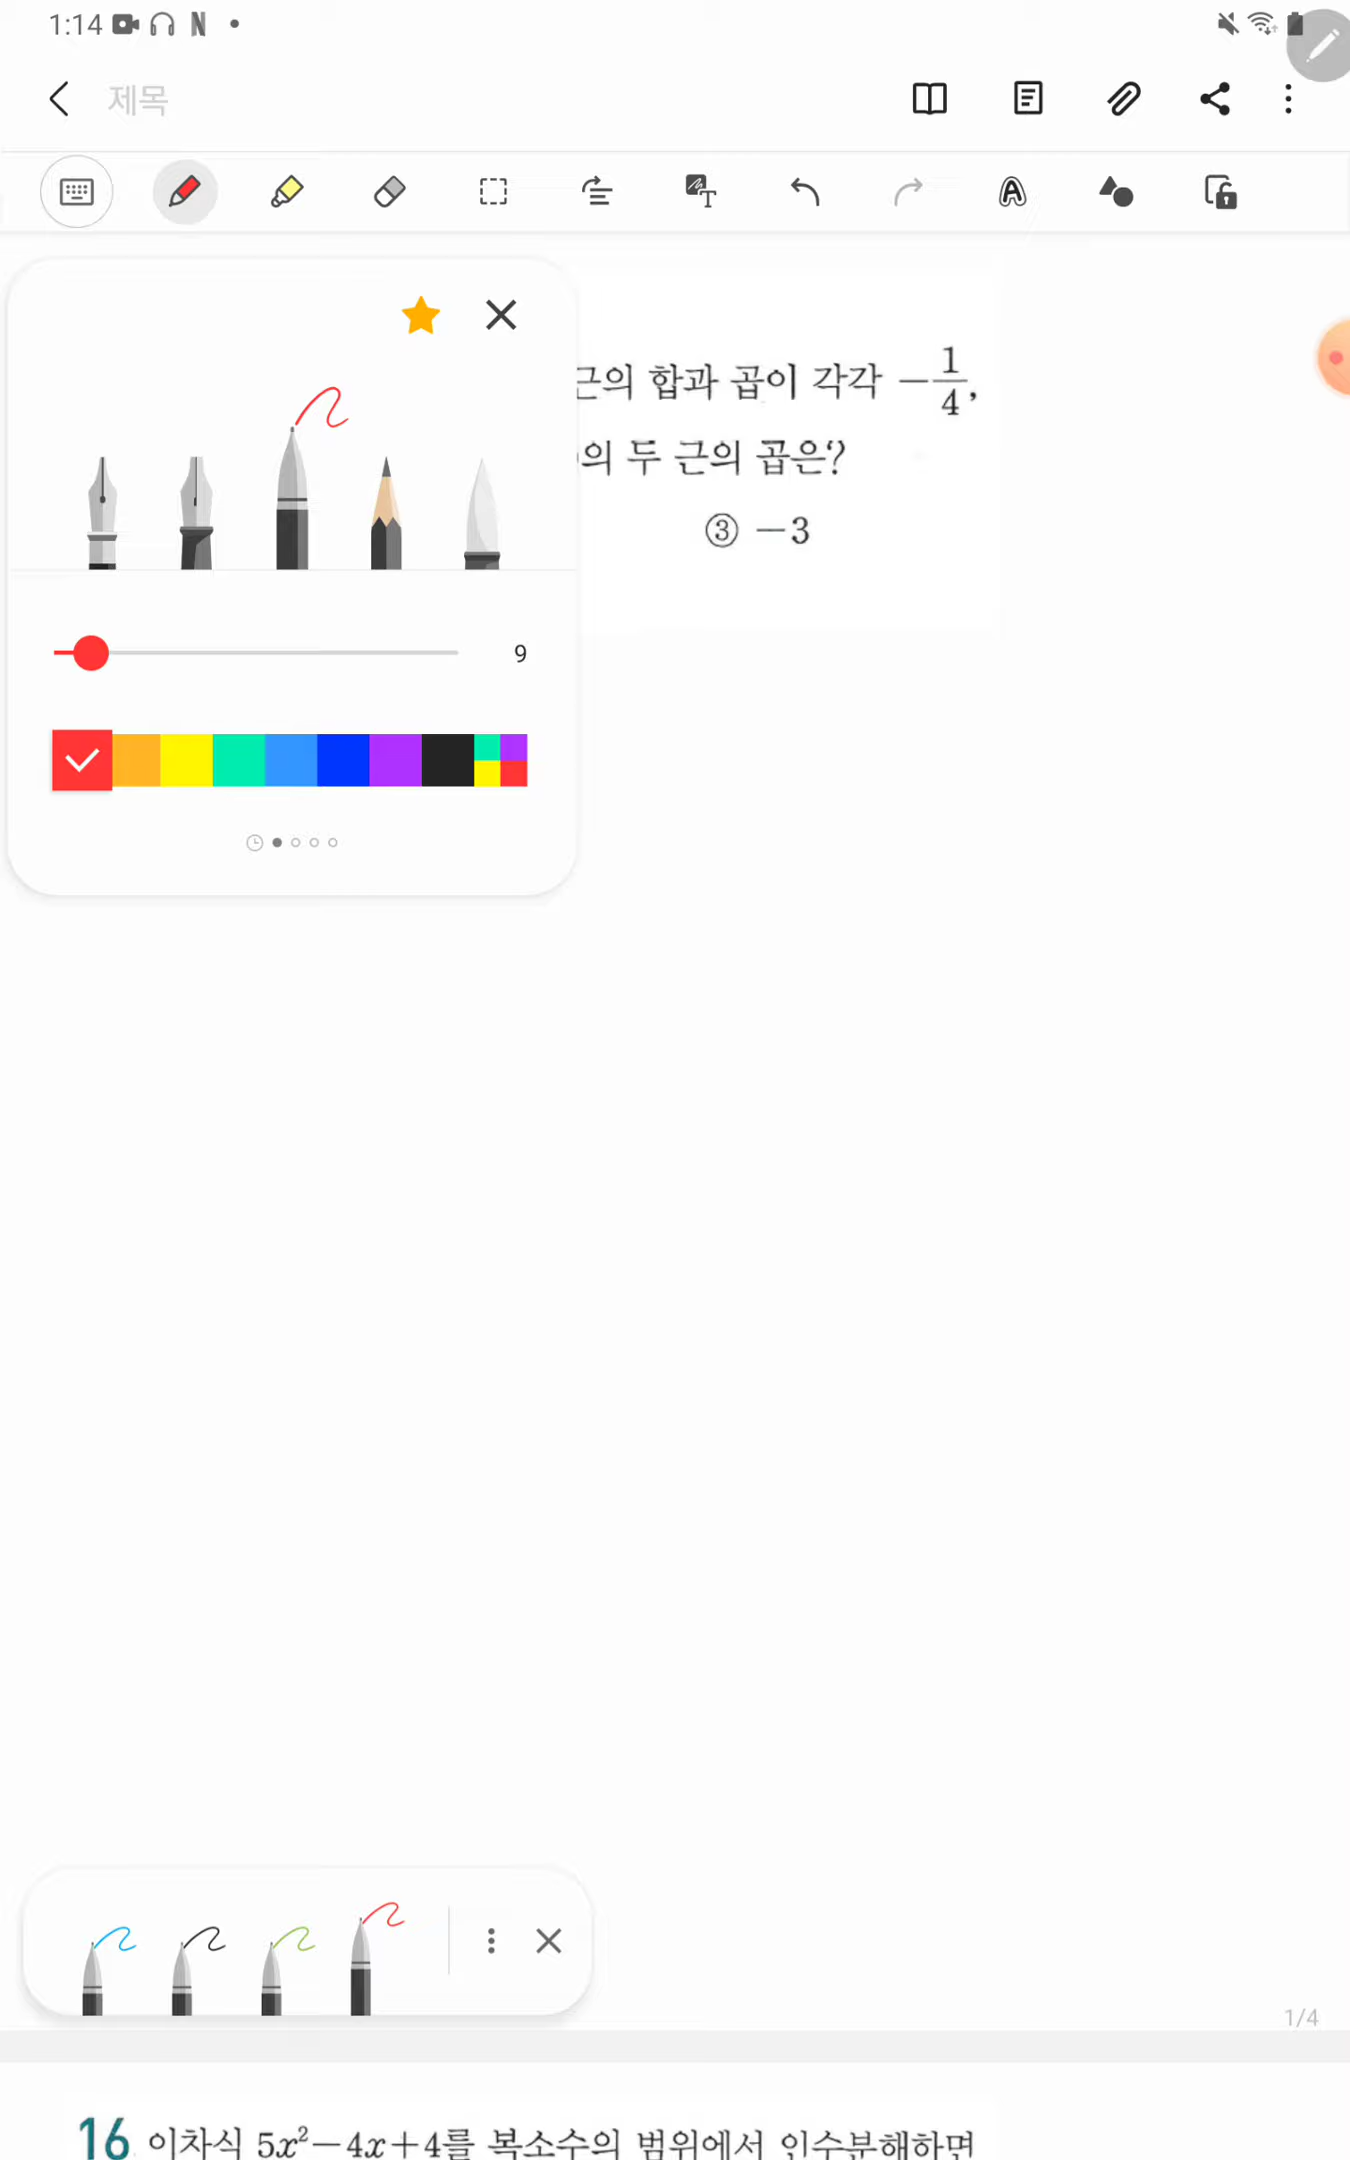 1:14
제목
근의 합과 곱이 각각 -\frac{1}{4},
의 두 근의 곱은?
③ -3
9
1/4
16 이차식 5x²-4x+4를 복소수의 범위에서 인수분해하면